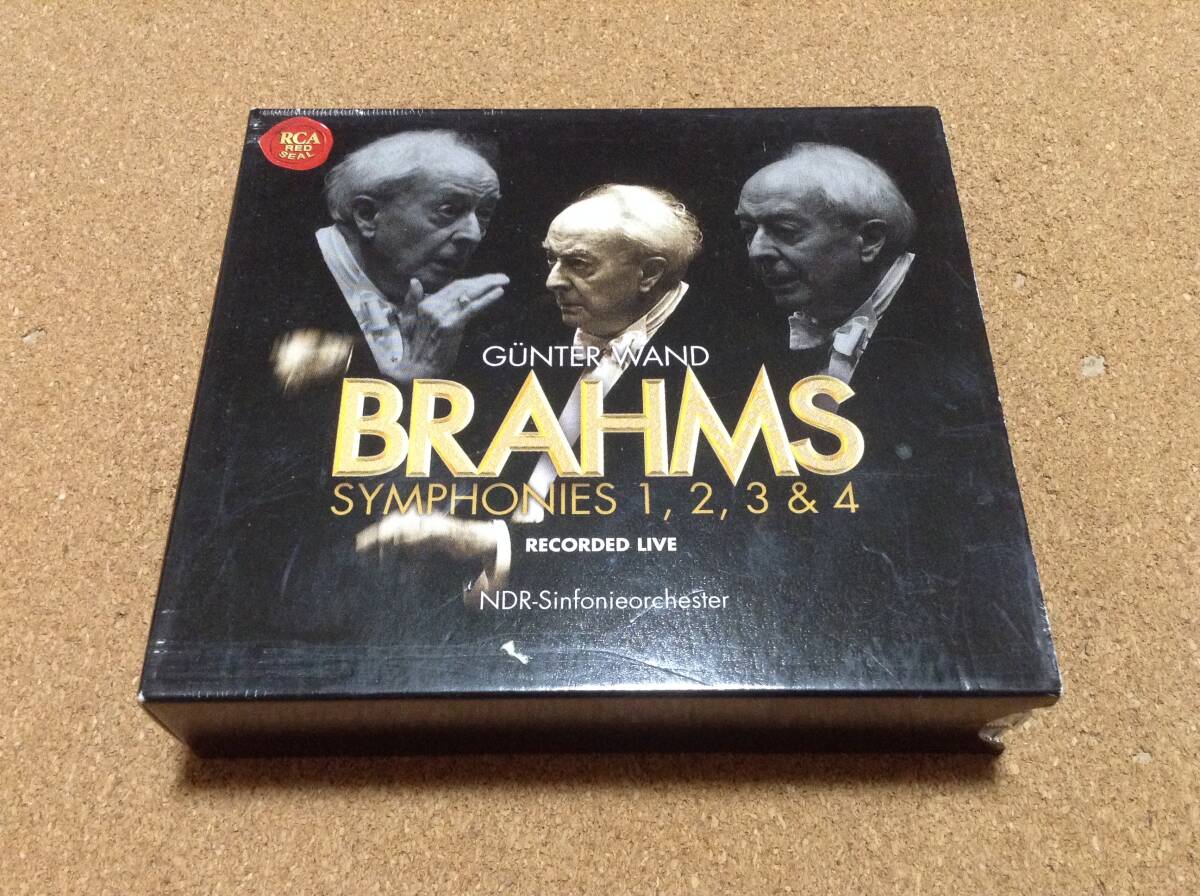 RCA
RED
SEAL
GÜNTER WAND
BRAHMS
SYMPHONIES 1, 2, 3 & 4
RECORDED LIVE
NDR-Sinfonieorchester